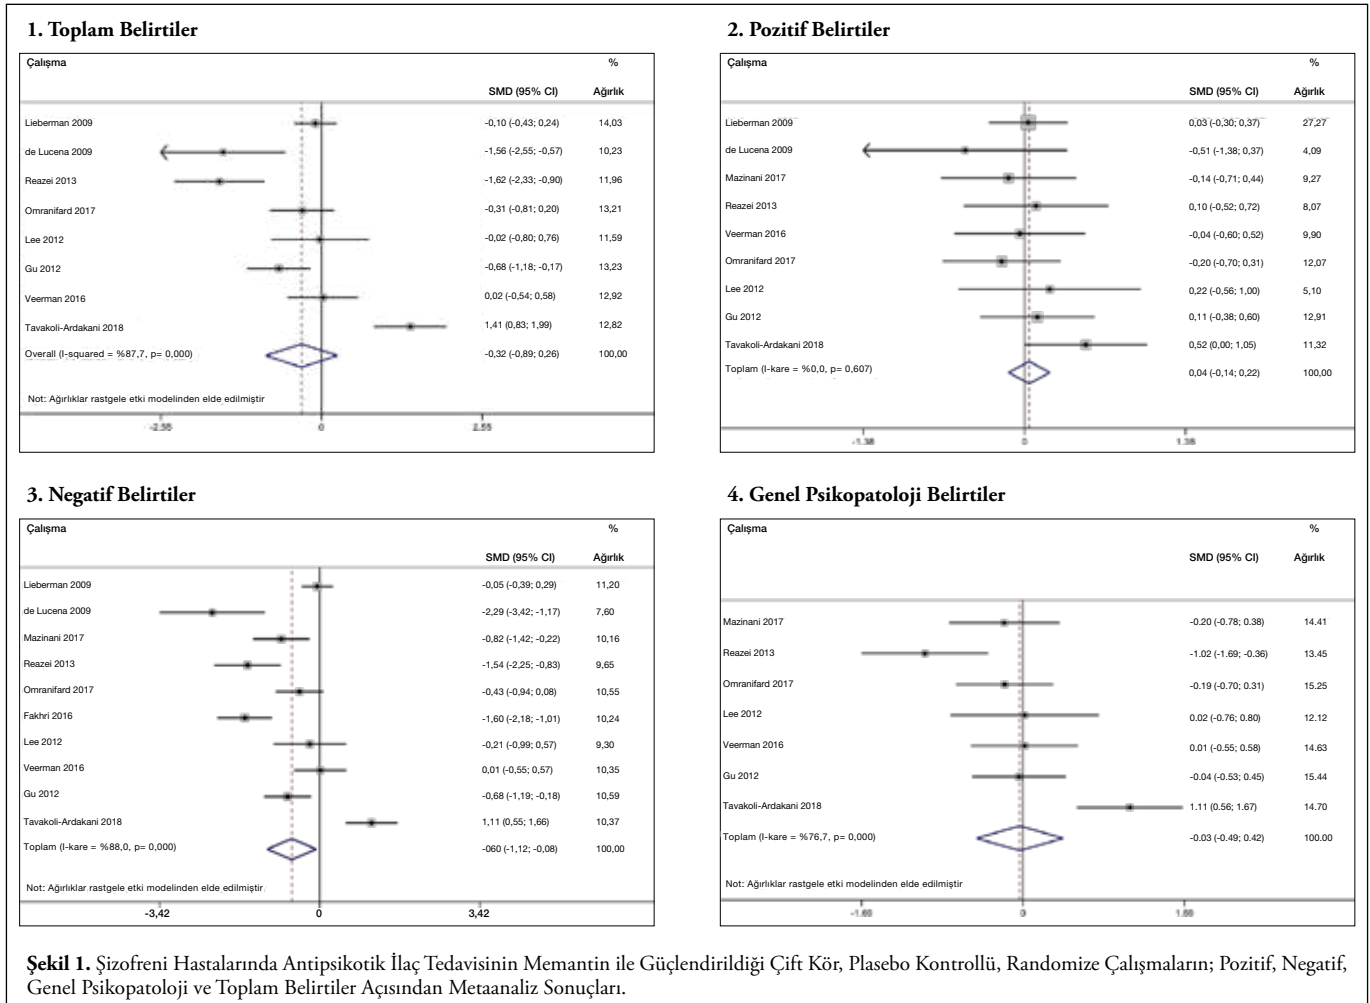 1. Toplam Belirtiler
Çalışma %
SMD (95% CI) Ağırlık
Lieberman 2009 -0,10 (-0,43; 0,24) 14,03
de Lucena 2009 -1,56 (-2,55; -0,57) 10,23
Reazei 2013 -1,62 (-2,33; -0,90) 11,96
Omranifard 2017 -0,31 (-0,81; 0,20) 13,21
Lee 2012 -0,02 (-0,80; 0,76) 11,59
Gu 2012 -0,68 (-1,18; -0,17) 13,23
Veerman 2016 0,02 (-0,54; 0,58) 12,92
Tavakoli-Ardakani 2018 1,41 (0,83; 1,99) 12,82
Overall (I-squared = %87,7, p= 0,000) -0,32 (-0,89; 0,26) 100,00
Not: Ağırlıklar rastgele etki modelinden elde edilmiştir
-2.55 0 2.55
2. Pozitif Belirtiler
Çalışma %
SMD (95% CI) Ağırlık
Lieberman 2009 0,03 (-0,30; 0,37) 27,27
de Lucena 2009 -0,51 (-1,38; 0,37) 4,09
Mazinani 2017 -0,14 (-0,71; 0,44) 9,27
Reazei 2013 0,10 (-0,52; 0,72) 8,07
Veerman 2016 -0,04 (-0,60; 0,52) 9,90
Omranifard 2017 -0,20 (-0,70; 0,31) 12,07
Lee 2012 0,22 (-0,56; 1,00) 5,10
Gu 2012 0,11 (-0,38; 0,60) 12,91
Tavakoli-Ardakani 2018 0,52 (0,00; 1,05) 11,32
Toplam (I-kare = %0,0, p= 0,607) 0,04 (-0,14; 0,22) 100,00
-1.38 0 1.38
3. Negatif Belirtiler
Çalışma %
SMD (95% CI) Ağırlık
Lieberman 2009 -0,05 (-0,39; 0,29) 11,20
de Lucena 2009 -2,29 (-3,42; -1,17) 7,60
Mazinani 2017 -0,82 (-1,42; -0,22) 10,16
Reazei 2013 -1,54 (-2,25; -0,83) 9,65
Omranifard 2017 -0,43 (-0,94; 0,08) 10,55
Fakhri 2016 -1,60 (-2,18; -1,01) 10,24
Lee 2012 -0,21 (-0,99; 0,57) 9,30
Veerman 2016 0,01 (-0,55; 0,57) 10,35
Gu 2012 -0,68 (-1,19; -0,18) 10,59
Tavakoli-Ardakani 2018 1,11 (0,55; 1,66) 10,37
Toplam (I-kare = %88,0, p= 0,000) -060 (-1,12; -0,08) 100,00
Not: Ağırlıklar rastgele etki modelinden elde edilmiştir
-3,42 0 3,42
4. Genel Psikopatoloji Belirtiler
Çalışma %
SMD (95% CI) Ağırlık
Mazinani 2017 -0.20 (-0.78; 0.38) 14.41
Reazei 2013 -1.02 (-1.69; -0.36) 13.45
Omranifard 2017 -0.19 (-0.70; 0.31) 15.25
Lee 2012 0.02 (-0.76; 0.80) 12.12
Veerman 2016 0.01 (-0.55; 0.58) 14.63
Gu 2012 -0.04 (-0.53; 0.45) 15.44
Tavakoli-Ardakani 2018 1.11 (0.56; 1.67) 14.70
Toplam (I-kare = %76,7, p= 0,000) -0.03 (-0.49; 0.42) 100.00
Not: Ağırlıklar rastgele etki modelinden elde edilmiştir
-1.69 0 1.69
Şekil 1. Şizofreni Hastalarında Antipsikotik İlaç Tedavisinin Memantin ile Güçlendirildiği Çift Kör, Plasebo Kontrollü, Randomize Çalışmaların; Pozitif, Negatif,
Genel Psikopatoloji ve Toplam Belirtiler Açısından Metaanaliz Sonuçları.